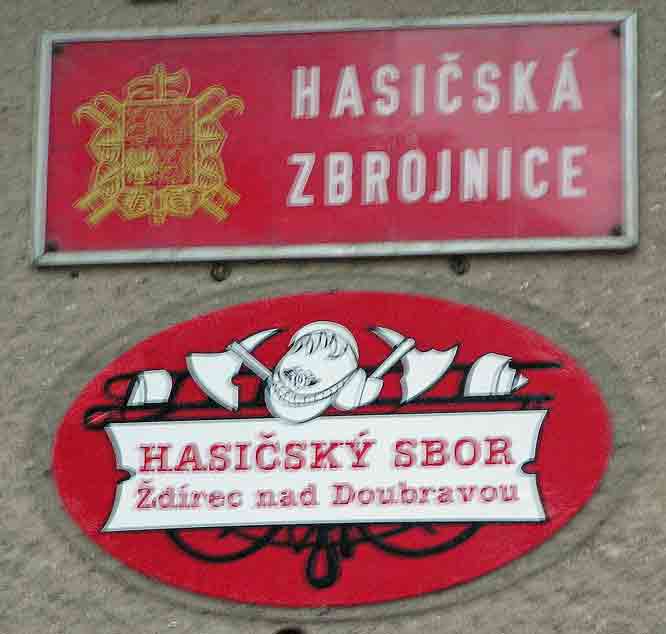 HASIČSKÁ
ZBROJNICE
HASIČSKÝ SBOR
Ždírec nad Doubravou